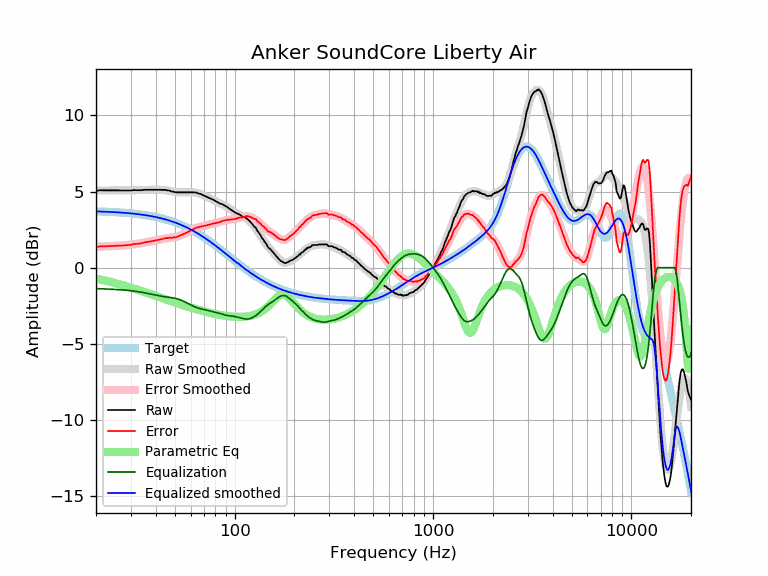 Anker SoundCore Liberty Air
Amplitude (dBr)
10
5
0
−5
−10
−15
Target
Raw Smoothed
Error Smoothed
Raw
Error
Parametric Eq
Equalization
Equalized smoothed
100
1000
10000
Frequency (Hz)